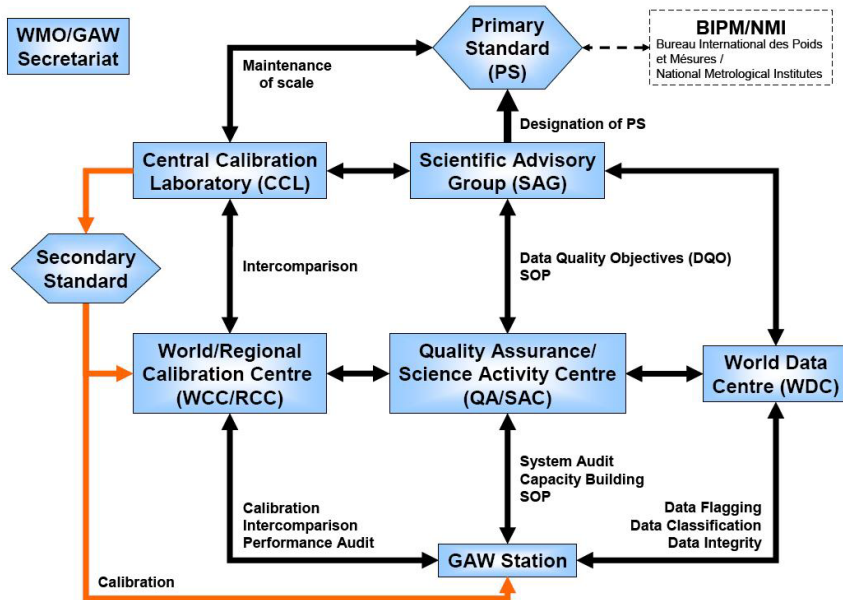 WMO/GAW
Secretariat
Primary
Standard
(PS)
BIPM/NMI
Bureau International des Poids
et Mésures /
National Metrological Institutes
Maintenance
of scale
Designation of PS
Central Calibration
Laboratory (CCL)
Scientific Advisory
Group (SAG)
Secondary
Standard
Intercomparison
Data Quality Objectives (DQO)
SOP
World/Regional
Calibration Centre
(WCC/RCC)
Quality Assurance/
Science Activity Centre
(QA/SAC)
World Data
Centre (WDC)
System Audit
Capacity Building
SOP
Calibration
Intercomparison
Performance Audit
Data Flagging
Data Classification
Data Integrity
GAW Station
Calibration